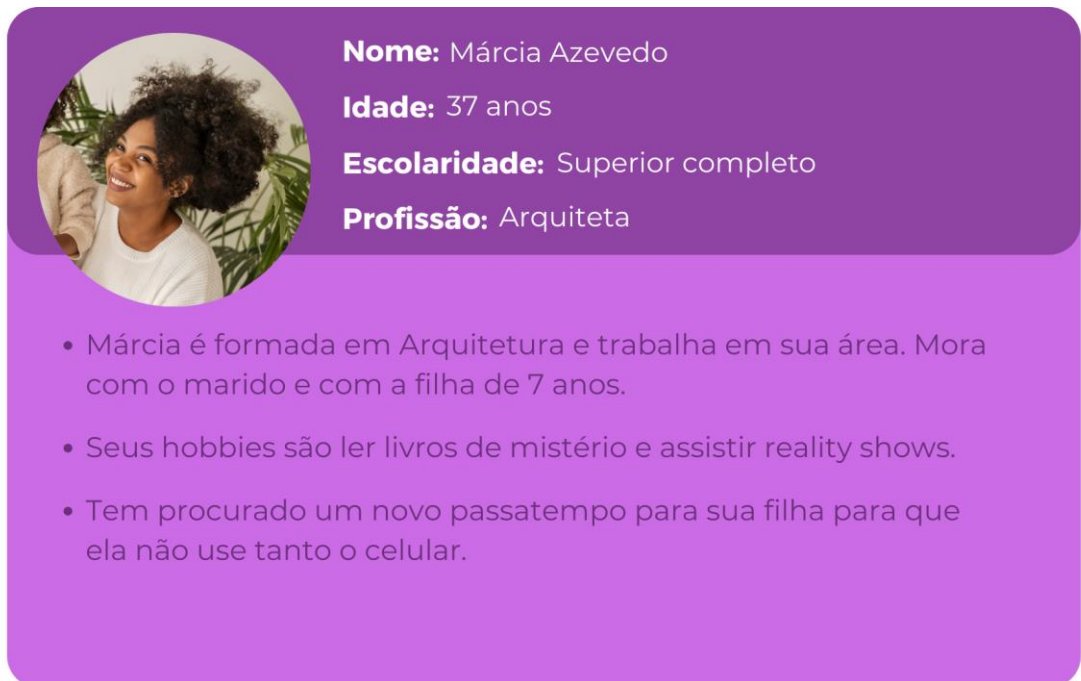 Nome: Márcia Azevedo
Idade: 37 anos
Escolaridade: Superior completo
Profissão: Arquiteta
• Márcia é formada em Arquitetura e trabalha em sua área. Mora
com o marido e com a filha de 7 anos.
• Seus hobbies são ler livros de mistério e assistir reality shows.
• Tem procurado um novo passatempo para sua filha para que
ela não use tanto o celular.